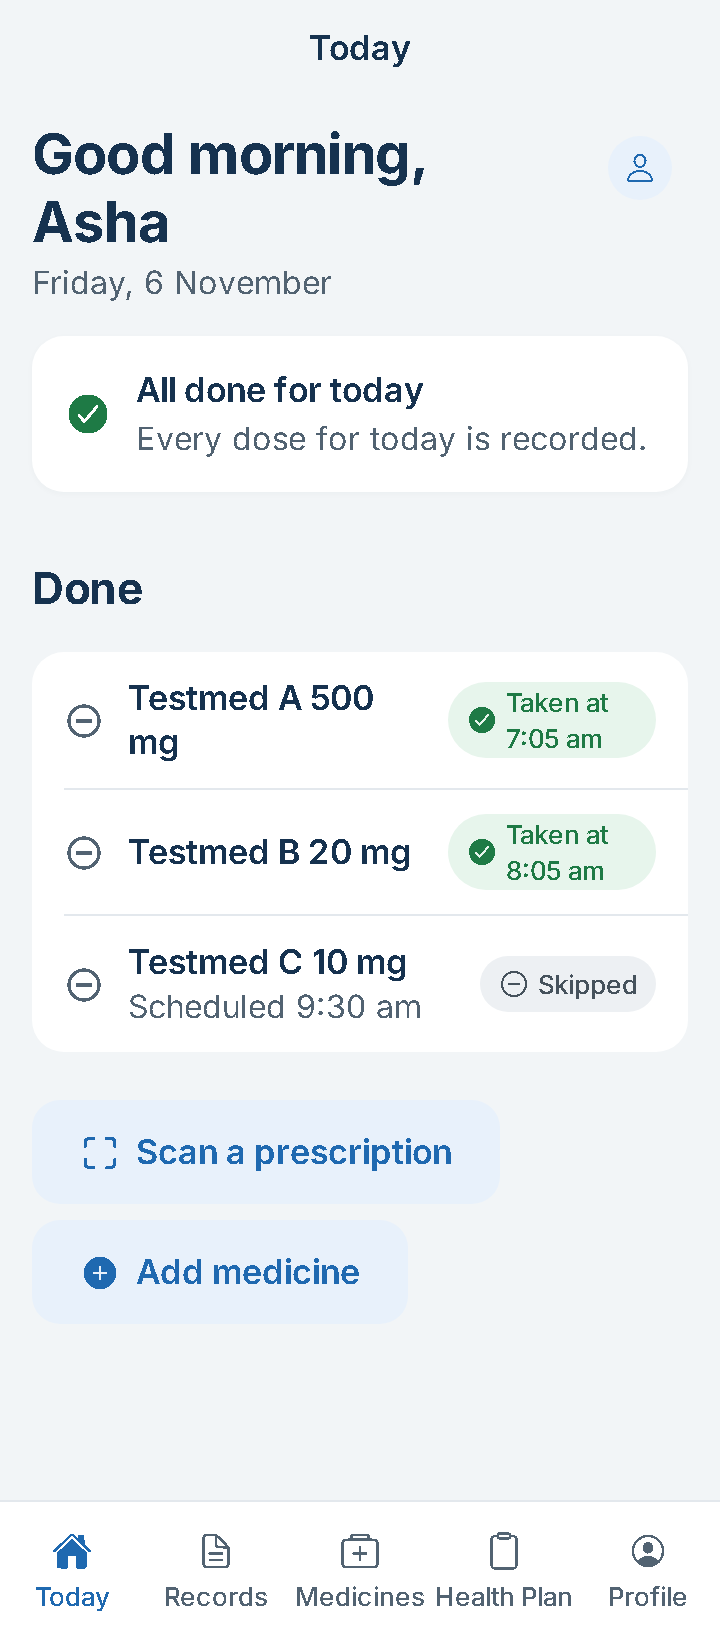 Today
Good morning,
Asha
Friday, 6 November
All done for today
Every dose for today is recorded.
Done
Testmed A 500
mg
Taken at
7:05 am
Testmed B 20 mg
Taken at
8:05 am
Testmed C 10 mg
Scheduled 9:30 am
Skipped
Scan a prescription
Add medicine
Today
Records
Medicines
Health Plan
Profile